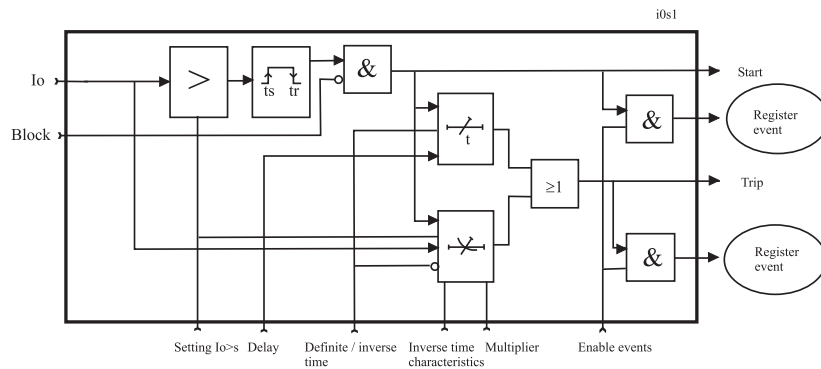 i0s1
Io
>
ts tr
&
Start
Block
t
&
Register
event
≥1
Trip
&
Register
event
Setting Io>s
Delay
Definite / inverse
time
Inverse time
characteristics
Multiplier
Enable events